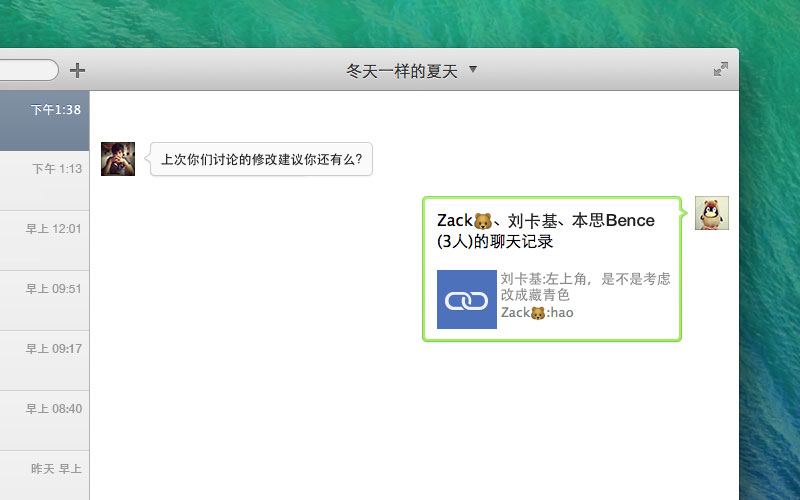 冬天一样的夏天
下午1:38
下午 1:13
早上 12:01
早上 09:51
早上 09:17
早上 08:40
昨天 早上
上次你们讨论的修改建议你还有么?
Zack🐻、刘卡基、本思Bence
(3人)的聊天记录
刘卡基:左上角，是不是考虑
改成藏青色
Zack🐻:hao